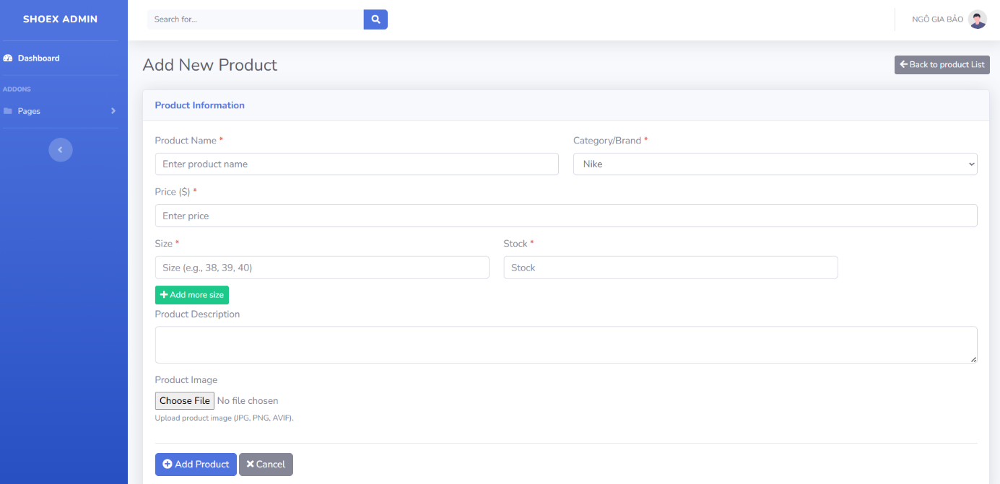 SHOEX ADMIN
Search for...
NGÔ GIA BẢO
Dashboard
Add New Product
Back to product List
ADDONS
Pages
Product Information
Product Name *
Category/Brand *
Enter product name
Nike
Price ($) *
Enter price
Size *
Stock *
Size (e.g., 38, 39, 40)
Stock
Add more size
Product Description
Product Image
Choose File No file chosen
Upload product image (JPG, PNG, AVIF).
Add Product
Cancel